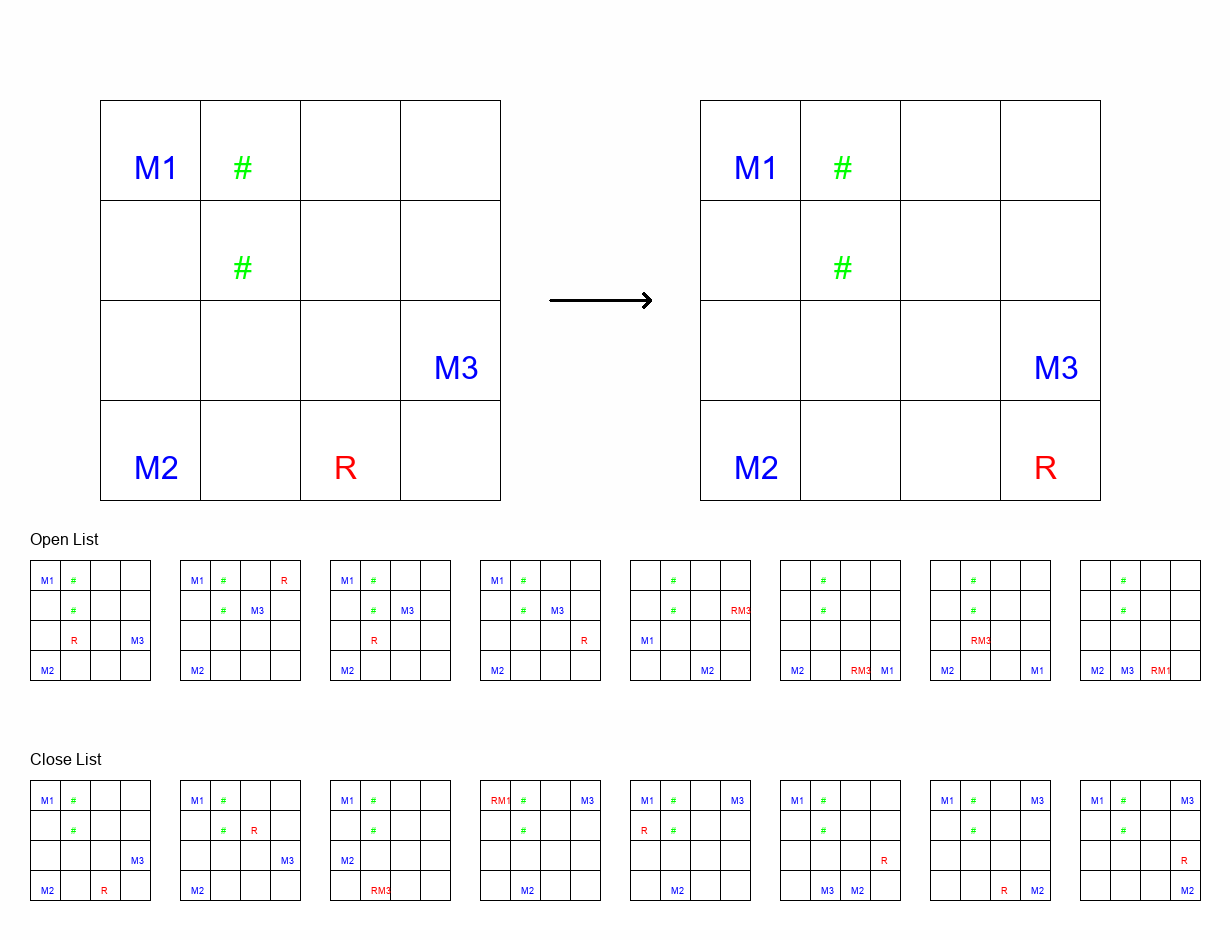 M1 # M1 #
# #
M3 M3
M2 R M2 R
Open List
M1 # M1 # R M1 # M1 # # # # #
# # M3 # M3 # M3 # RM3 # # #
R M3 R R M1 RM3
M2 M2 M2 M2 M2 M2 RM3 M1 M2 M1 M2 M3 RM1
Close List
M1 # M1 # M1 # RM1 # M3 M1 # M3 M1 # M1 # M3 M1 # M3
# # R # # R # # # #
M3 M3 M2 R R
M2 R M2 RM3 M2 M2 M3 M2 R M2 M2